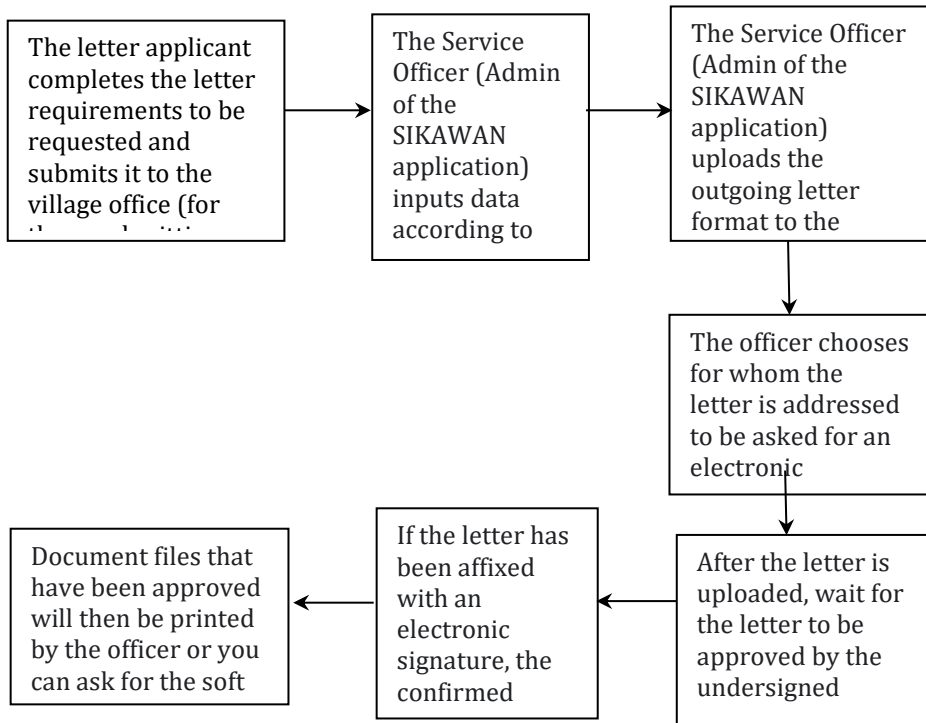 The letter applicant
completes the letter
requirements to be
requested and
submits it to the
village office (for
The Service
Officer (Admin
of the
SIKAWAN
application)
inputs data
according to
The Service Officer
(Admin of the
SIKAWAN
application)
uploads the
outgoing letter
format to the
The officer chooses
for whom the
letter is addressed
to be asked for an
electronic
After the letter is
uploaded, wait for
the letter to be
approved by the
undersigned
If the letter has
been affixed
with an
electronic
signature, the
confirmed
Document files that
have been approved
will then be printed
by the officer or you
can ask for the soft